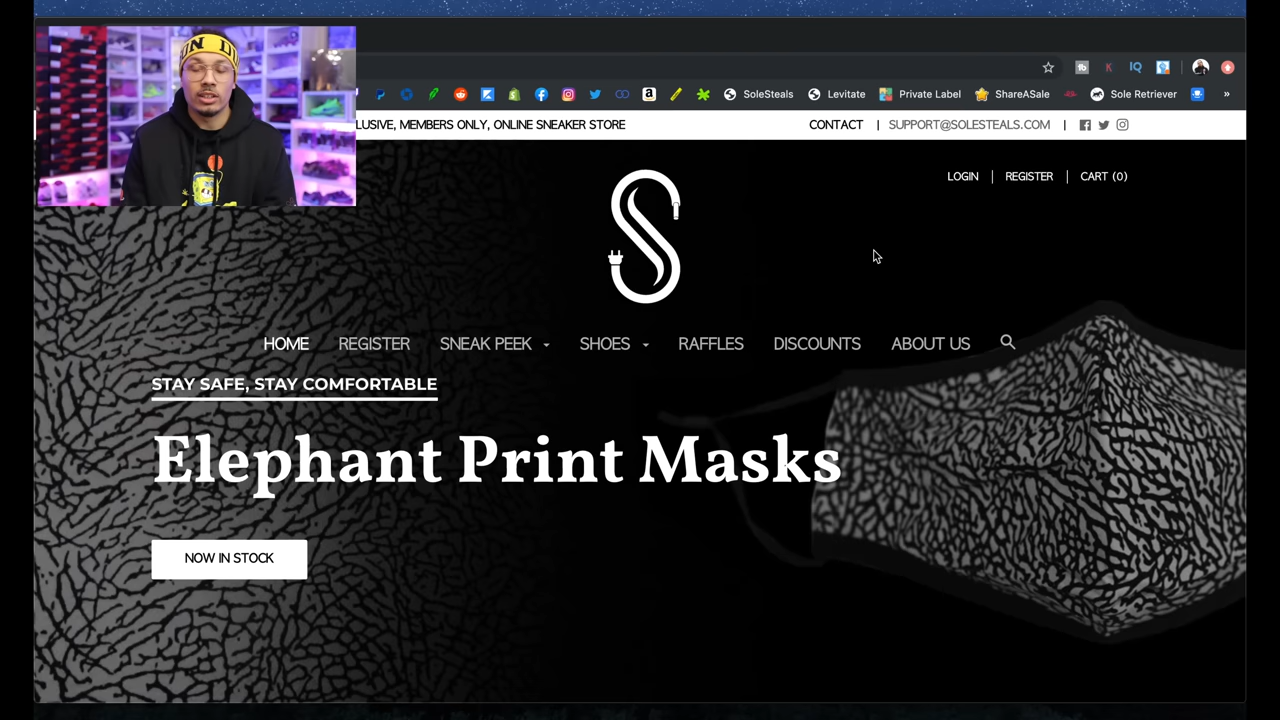 ON D
SoleSteals
Levitate
Private Label
ShareASale
Sole Retriever
»
LUSIVE, MEMBERS ONLY, ONLINE SNEAKER STORE
CONTACT | SUPPORT@SOLESTEALS.COM |
LOGIN | REGISTER | CART (0)
HOME REGISTER SNEAK PEEK SHOES RAFFLES DISCOUNTS ABOUT US
STAY SAFE, STAY COMFORTABLE
Elephant Print Masks
NOW IN STOCK